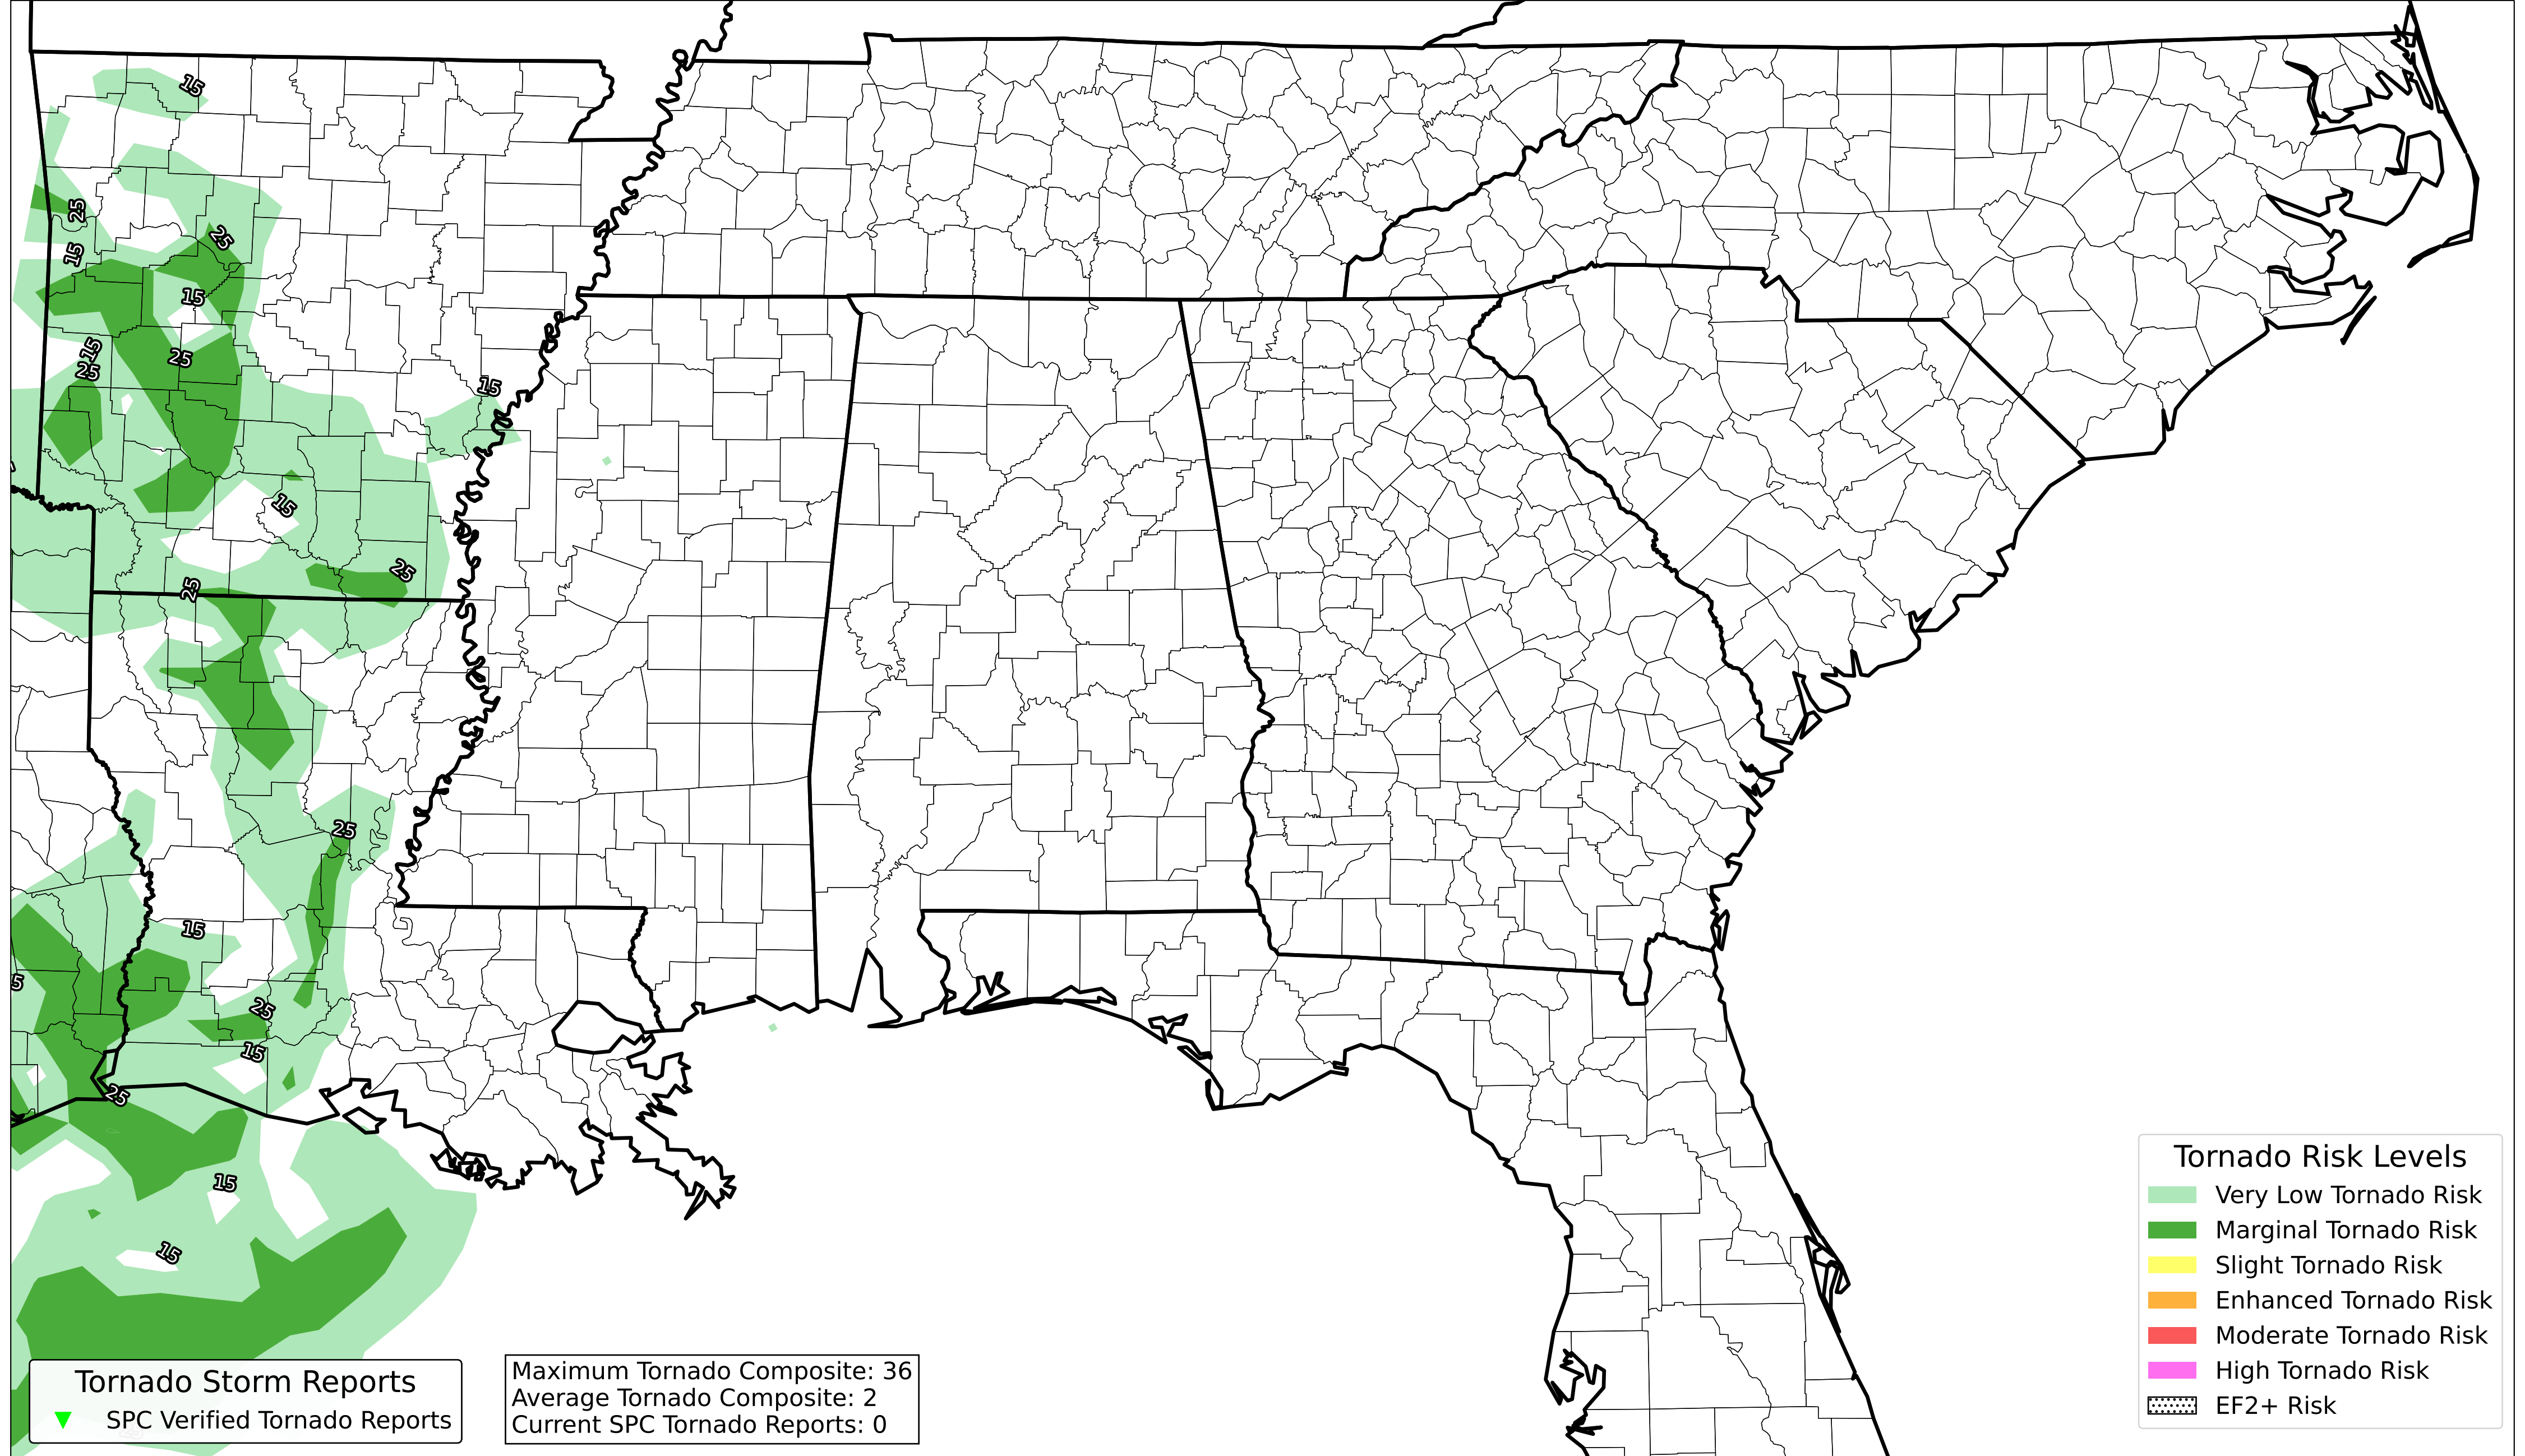 15
25
25
15
15
15
25
25
15
15
25
25
25
15
5
25
15
25
15
15
Tornado Storm Reports
SPC Verified Tornado Reports
Maximum Tornado Composite: 36
Average Tornado Composite: 2
Current SPC Tornado Reports: 0
Tornado Risk Levels
Very Low Tornado Risk
Marginal Tornado Risk
Slight Tornado Risk
Enhanced Tornado Risk
Moderate Tornado Risk
High Tornado Risk
EF2+ Risk